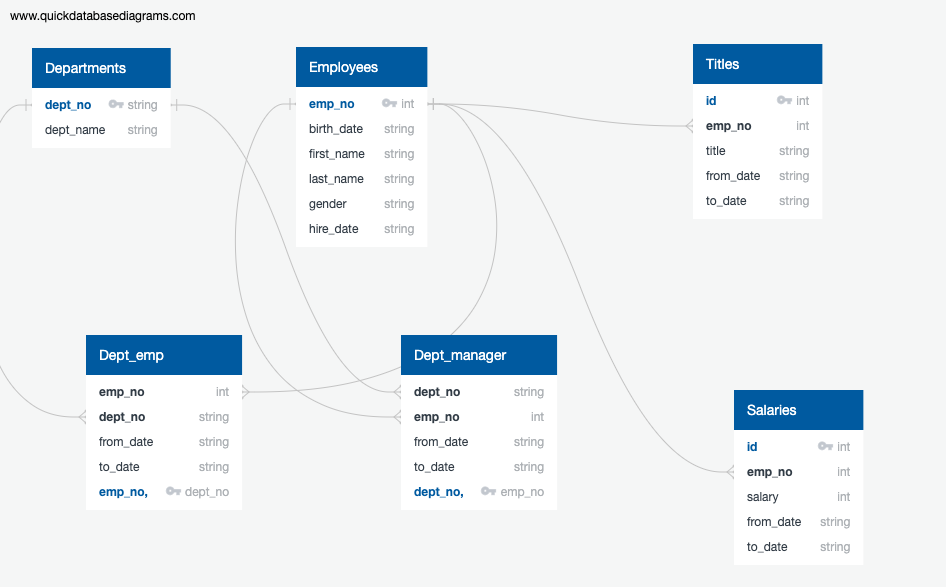 www.quickdatabasediagrams.com
Departments
dept_no string
dept_name string
Employees
emp_no int
birth_date string
first_name string
last_name string
gender string
hire_date string
Titles
id int
emp_no int
title string
from_date string
to_date string
Dept_emp
emp_no int
dept_no string
from_date string
to_date string
emp_no, dept_no
Dept_manager
dept_no string
emp_no int
from_date string
to_date string
dept_no, emp_no
Salaries
id int
emp_no int
salary int
from_date string
to_date string